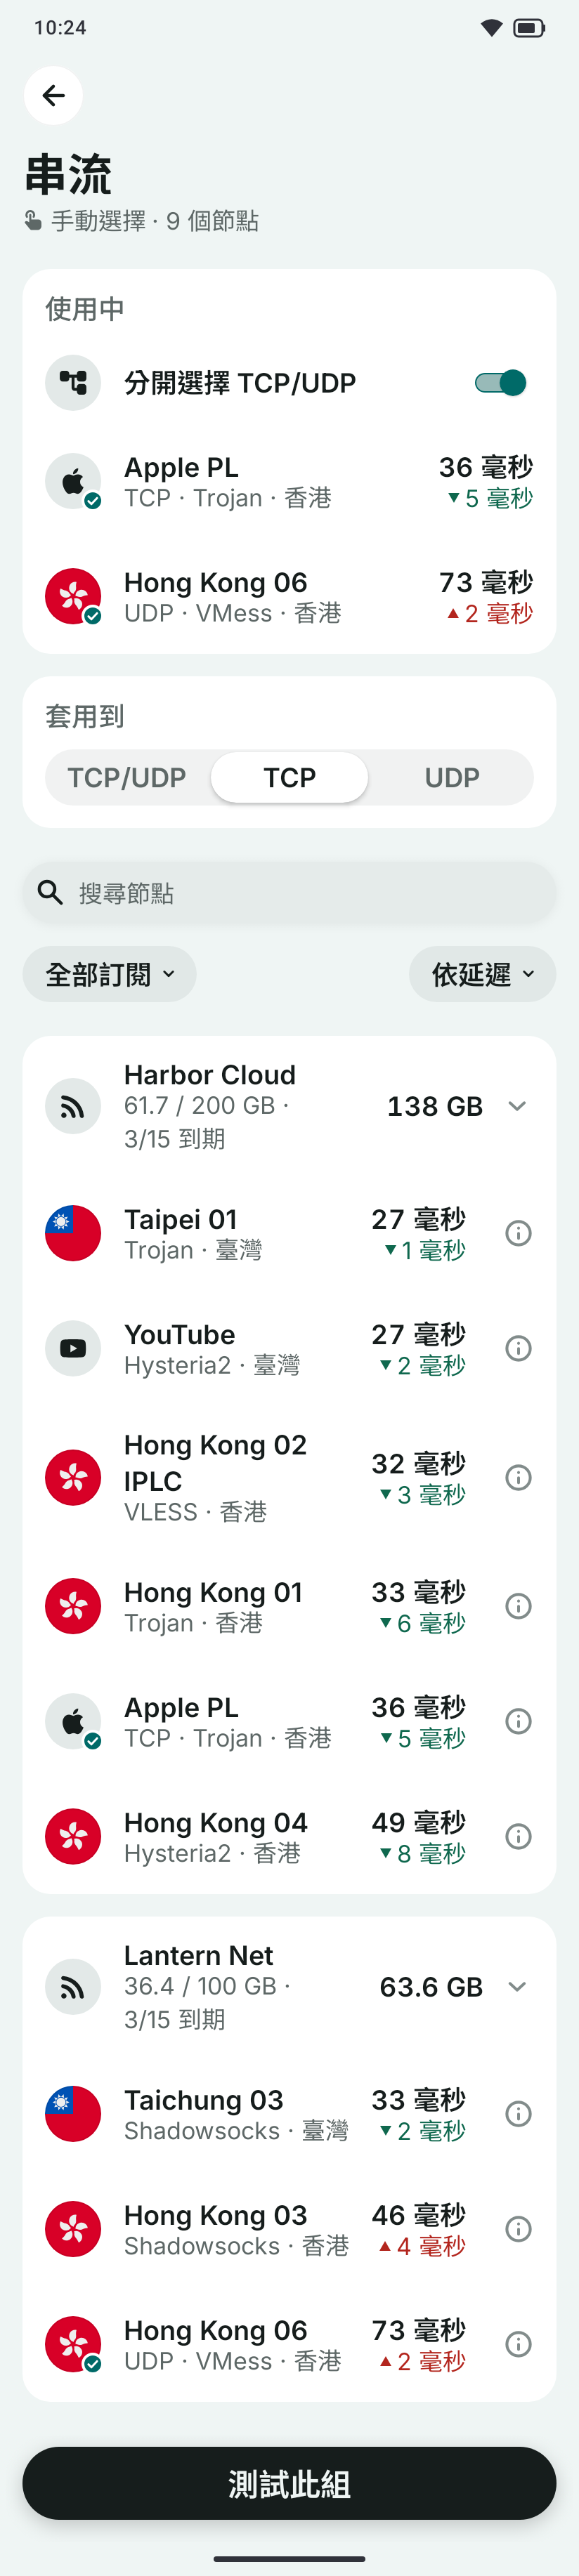 10:24
串流
手動選擇 · 9 個節點
使用中
分開選擇 TCP/UDP
Apple PL
36 毫秒
TCP · Trojan · 香港
▼5 毫秒
Hong Kong 06
73 毫秒
UDP · VMess · 香港
▲2 毫秒
套用到
TCP/UDP
TCP
UDP
搜尋節點
全部訂閱
依延遲
Harbor Cloud
61.7 / 200 GB ·
3/15 到期
138 GB
Taipei 01
27 毫秒
Trojan · 臺灣
▼1 毫秒
YouTube
27 毫秒
Hysteria2 · 臺灣
▼2 毫秒
Hong Kong 02
IPLC
32 毫秒
VLESS · 香港
▼3 毫秒
Hong Kong 01
33 毫秒
Trojan · 香港
▼6 毫秒
Apple PL
36 毫秒
TCP · Trojan · 香港
▼5 毫秒
Hong Kong 04
49 毫秒
Hysteria2 · 香港
▼8 毫秒
Lantern Net
36.4 / 100 GB ·
3/15 到期
63.6 GB
Taichung 03
33 毫秒
Shadowsocks · 臺灣
▼2 毫秒
Hong Kong 03
46 毫秒
Shadowsocks · 香港
▲4 毫秒
Hong Kong 06
73 毫秒
UDP · VMess · 香港
▲2 毫秒
測試此組